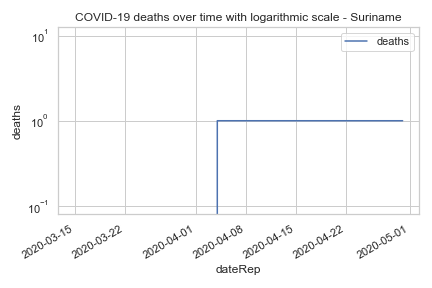 COVID-19 deaths over time with logarithmic scale - Suriname
deaths
10¹
10⁰
10⁻¹
deaths
2020-03-15
2020-03-22
2020-04-01
2020-04-08
2020-04-15
2020-04-22
2020-05-01
dateRep